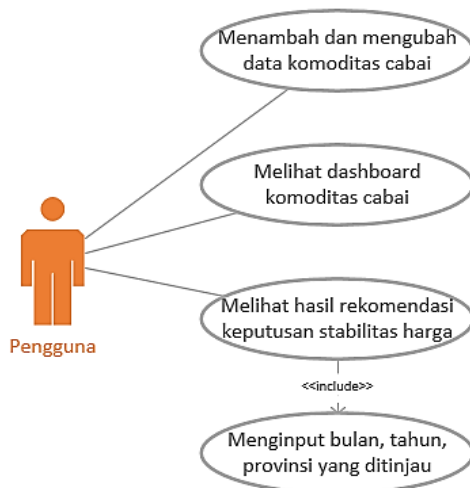 Menambah dan mengubah
data komoditas cabai
Melihat dashboard
komoditas cabai
Pengguna
Melihat hasil rekomendasi
keputusan stabilitas harga
<<include>>
Menginput bulan, tahun,
provinsi yang ditinjau